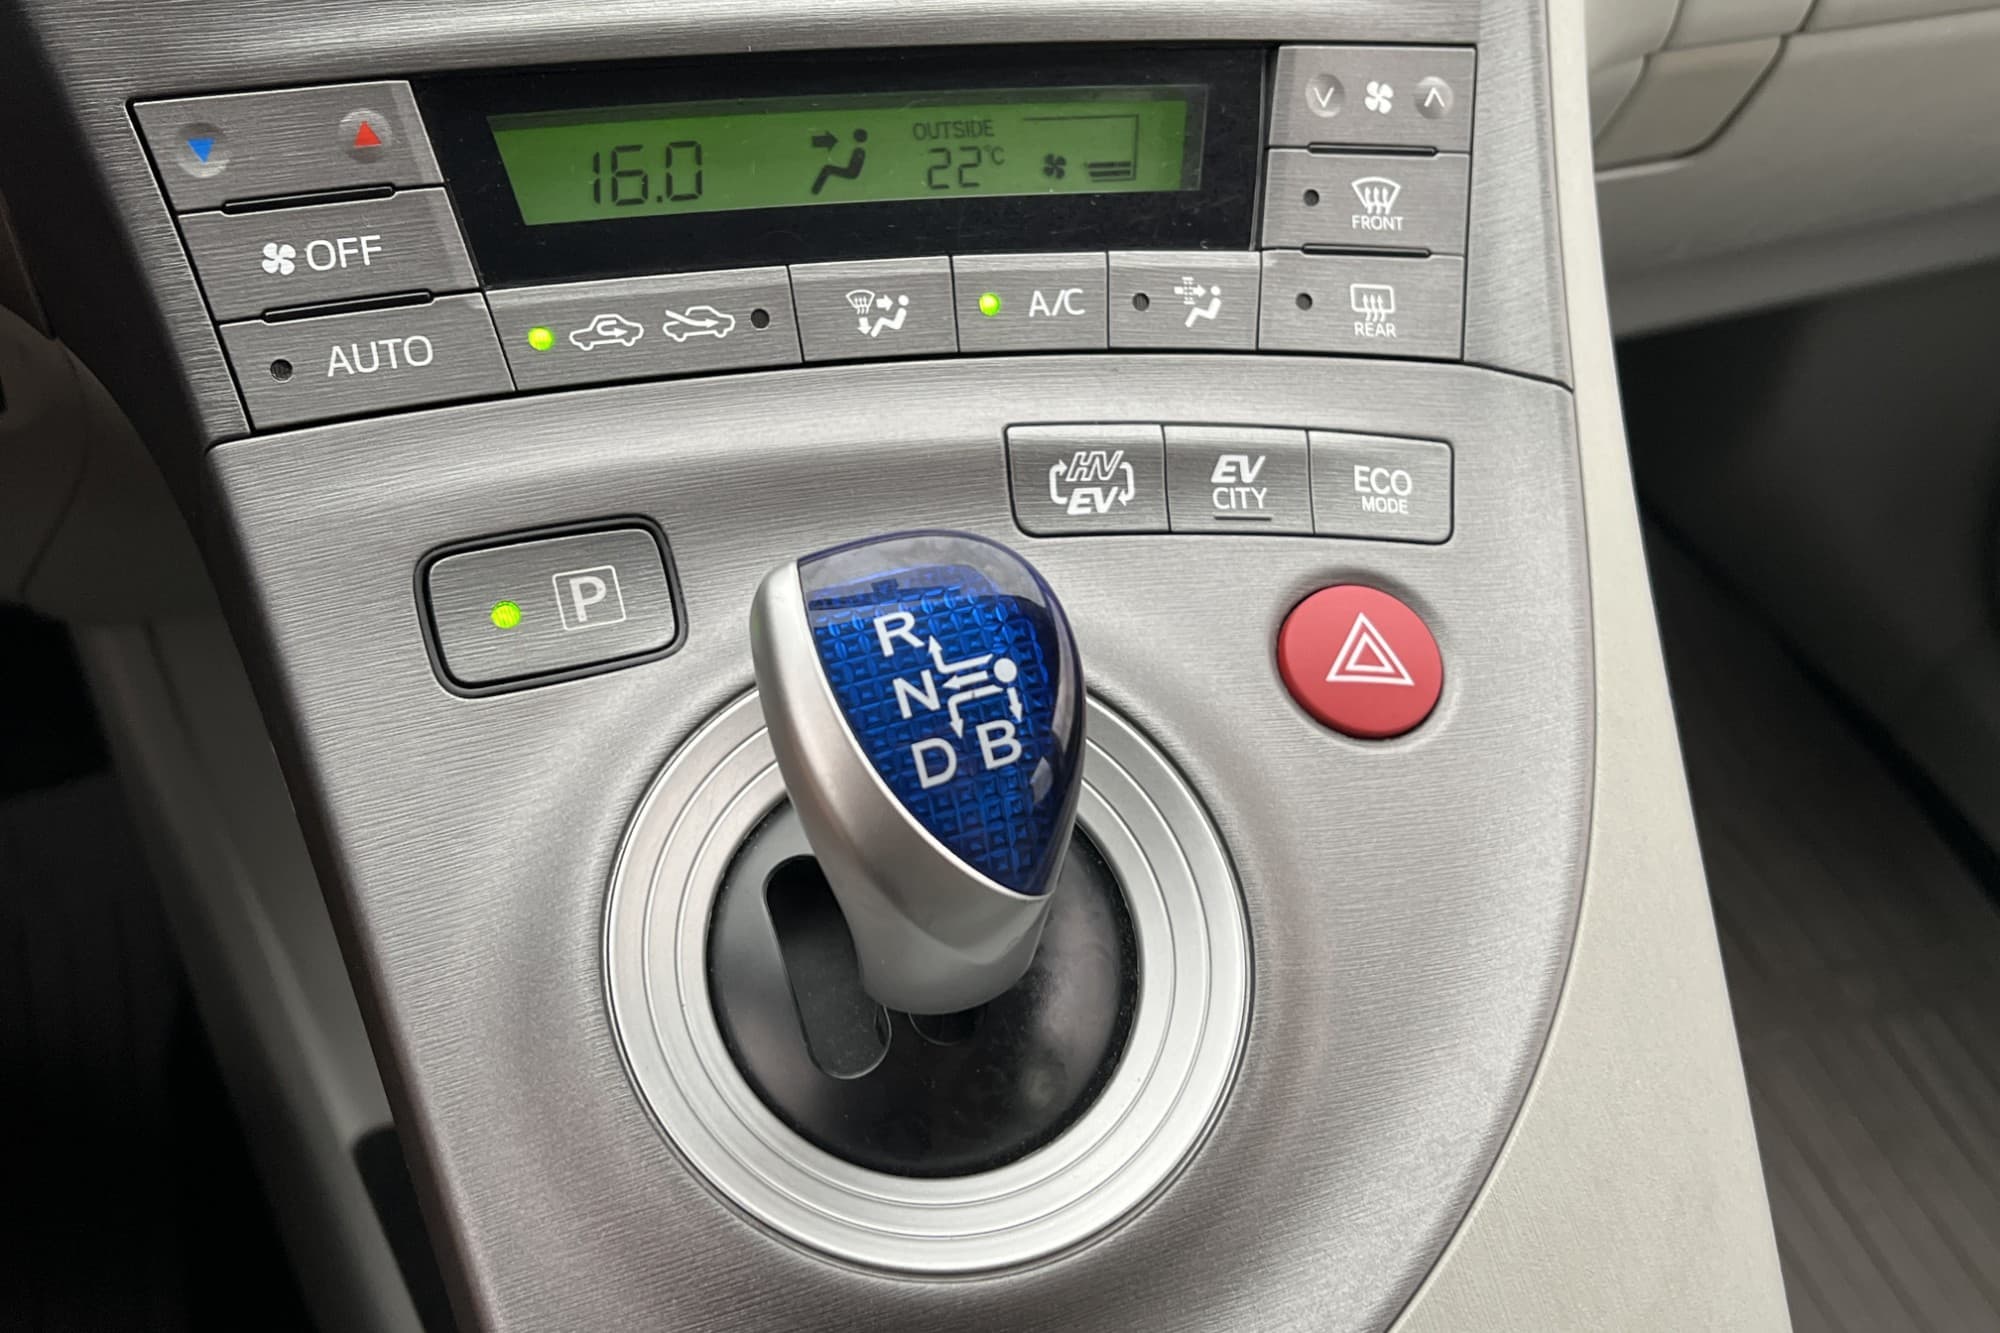 16.0
OUTSIDE
22°C
OFF
AUTO
A/C
FRONT
REAR
HV
EV
EV
CITY
ECO
MODE
P
R
N
D B